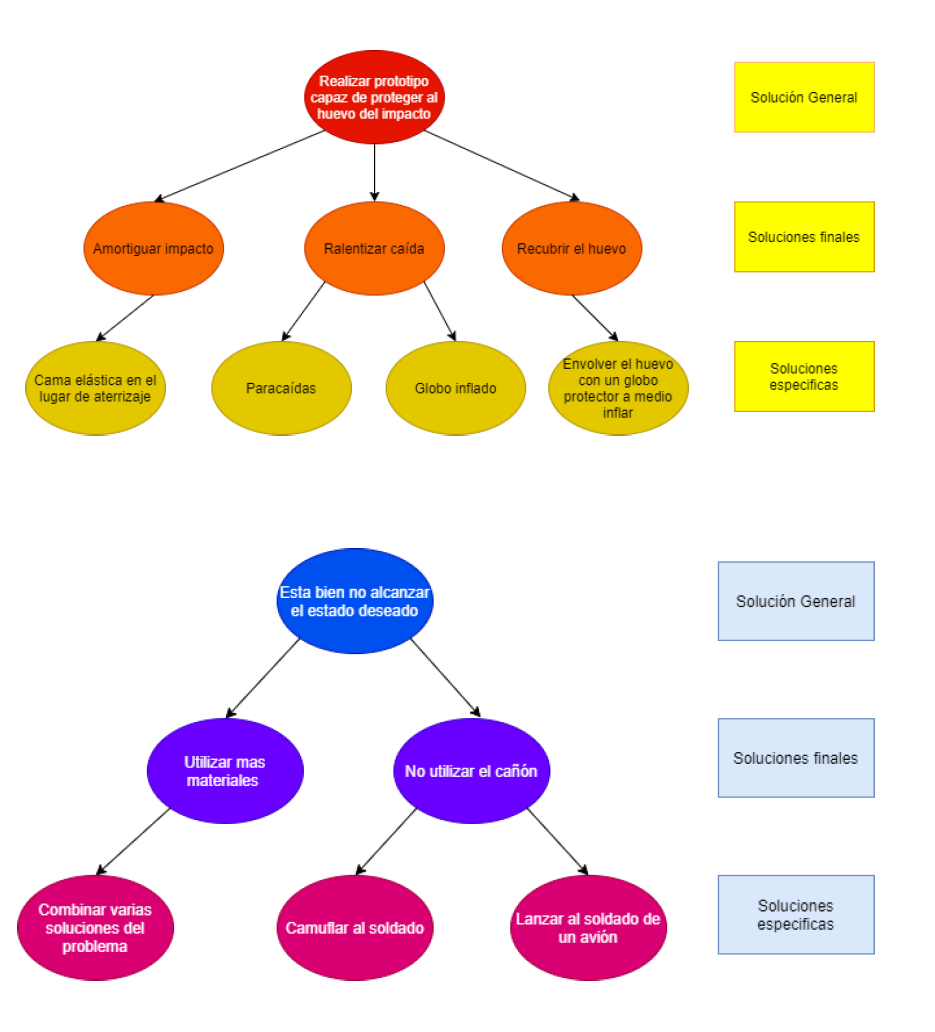 Realizar prototipo
capaz de proteger al
huevo del impacto
Solución General
Amortiguar impacto
Ralentizar caída
Recubrir el huevo
Soluciones finales
Cama elástica en el
lugar de aterrizaje
Paracaídas
Globo inflado
Envolver el huevo
con un globo
protector a medio
inflar
Soluciones
especificas
Esta bien no alcanzar
el estado deseado
Solución General
Utilizar mas
materiales
No utilizar el cañón
Soluciones finales
Combinar varias
soluciones del
problema
Camuflar al soldado
Lanzar al soldado de
un avión
Soluciones
especificas